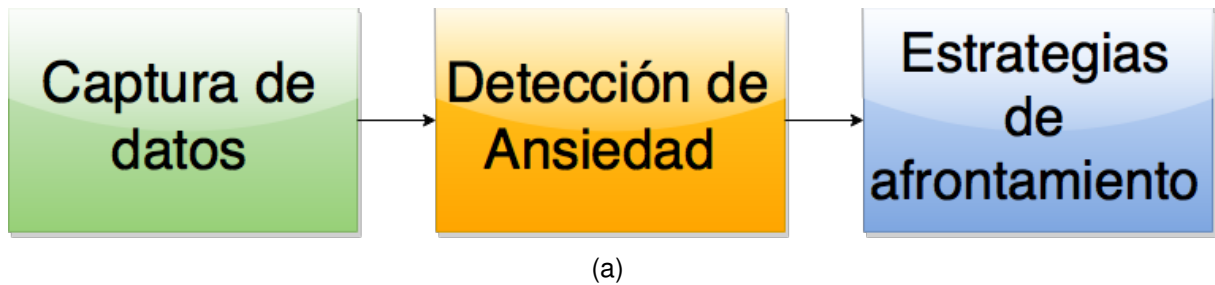 Captura de
datos
Detección de
Ansiedad
Estrategias
de
afrontamiento
(a)